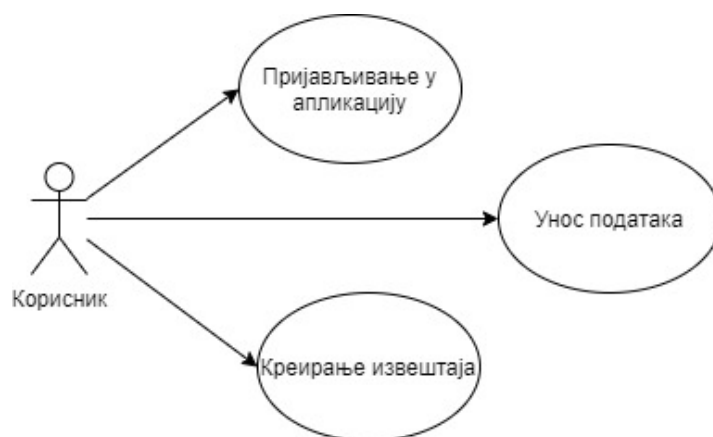 Пријављивање у
апликацију
Унос података
Корисник
Креирање извештаја